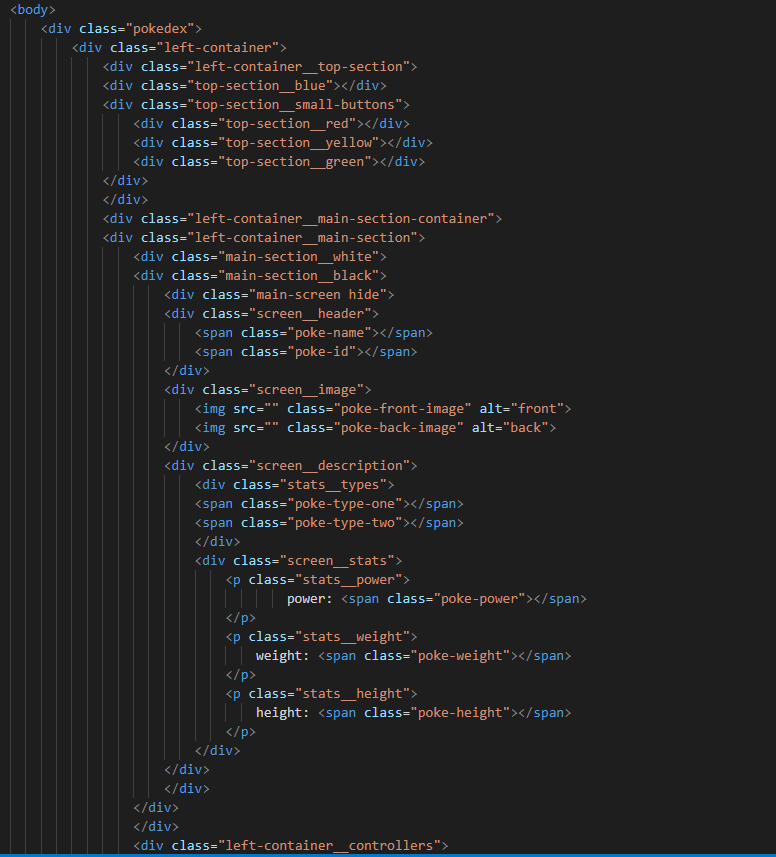 <body>
<div class="pokedex">
<div class="left-container">
<div class="left-container__top-section">
<div class="top-section__blue"></div>
<div class="top-section__small-buttons">
<div class="top-section__red"></div>
<div class="top-section__yellow"></div>
<div class="top-section__green"></div>
</div>
</div>
<div class="left-container__main-section-container">
<div class="left-container__main-section">
<div class="main-section__white">
<div class="main-section__black">
<div class="main-screen hide">
<div class="screen__header">
<span class="poke-name"></span>
<span class="poke-id"></span>
</div>
<div class="screen__image">
<img src="" class="poke-front-image" alt="front">
<img src="" class="poke-back-image" alt="back">
</div>
<div class="screen__description">
<div class="stats__types">
<span class="poke-type-one"></span>
<span class="poke-type-two"></span>
</div>
<div class="screen__stats">
<p class="stats__power">
power: <span class="poke-power"></span>
</p>
<p class="stats__weight">
weight: <span class="poke-weight"></span>
</p>
<p class="stats__height">
height: <span class="poke-height"></span>
</p>
</div>
</div>
</div>
</div>
</div>
<div class="left-container__controllers">